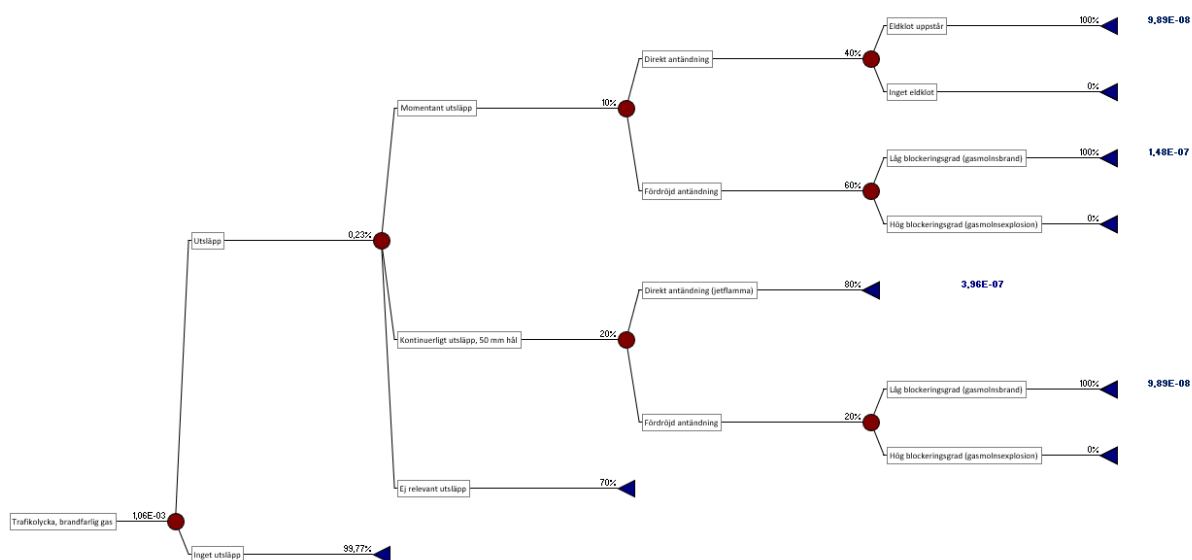 Eldklot uppstår 100% 9,89E-08
Direkt antändning 40%
Inget eldklot 0%
Momentant utsläpp 10%
Låg blockeringsgrad (gasmolnsbrand) 100% 1,48E-07
Fördröjd antändning 60%
Hög blockeringsgrad (gasmolnsexplosion) 0%
Utsläpp 0,23%
Direkt antändning (jetflamma) 80% 3,96E-07
Kontinuerligt utsläpp, 50 mm hål 20%
Låg blockeringsgrad (gasmolnsbrand) 100% 9,89E-08
Fördröjd antändning 20%
Hög blockeringsgrad (gasmolnsexplosion) 0%
Ej relevant utsläpp 70%
Trafikolycka, brandfarlig gas 1,06E-03
Inget utsläpp 99,77%